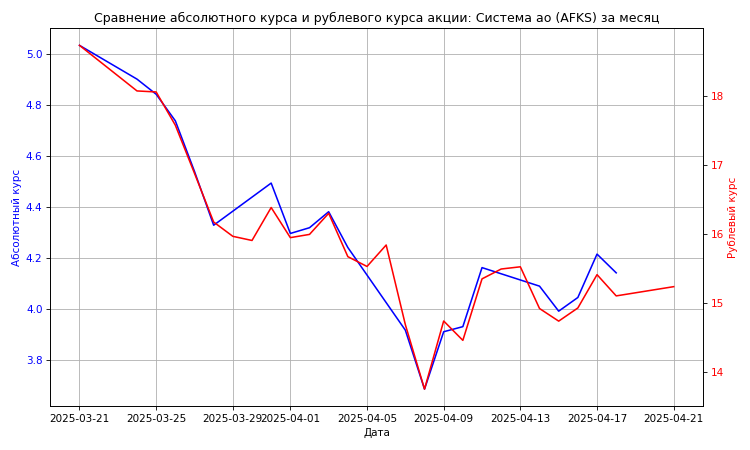 Сравнение абсолютного курса и рублевого курса акции: Система ао (AFKS) за месяц
Абсолютный курс
5.0
4.8
4.6
4.4
4.2
4.0
3.8
18
17
16
15
14
Рублевый курс
2025-03-21 2025-03-25 2025-03-29 2025-04-01 2025-04-05 2025-04-09 2025-04-13 2025-04-17 2025-04-21
Дата